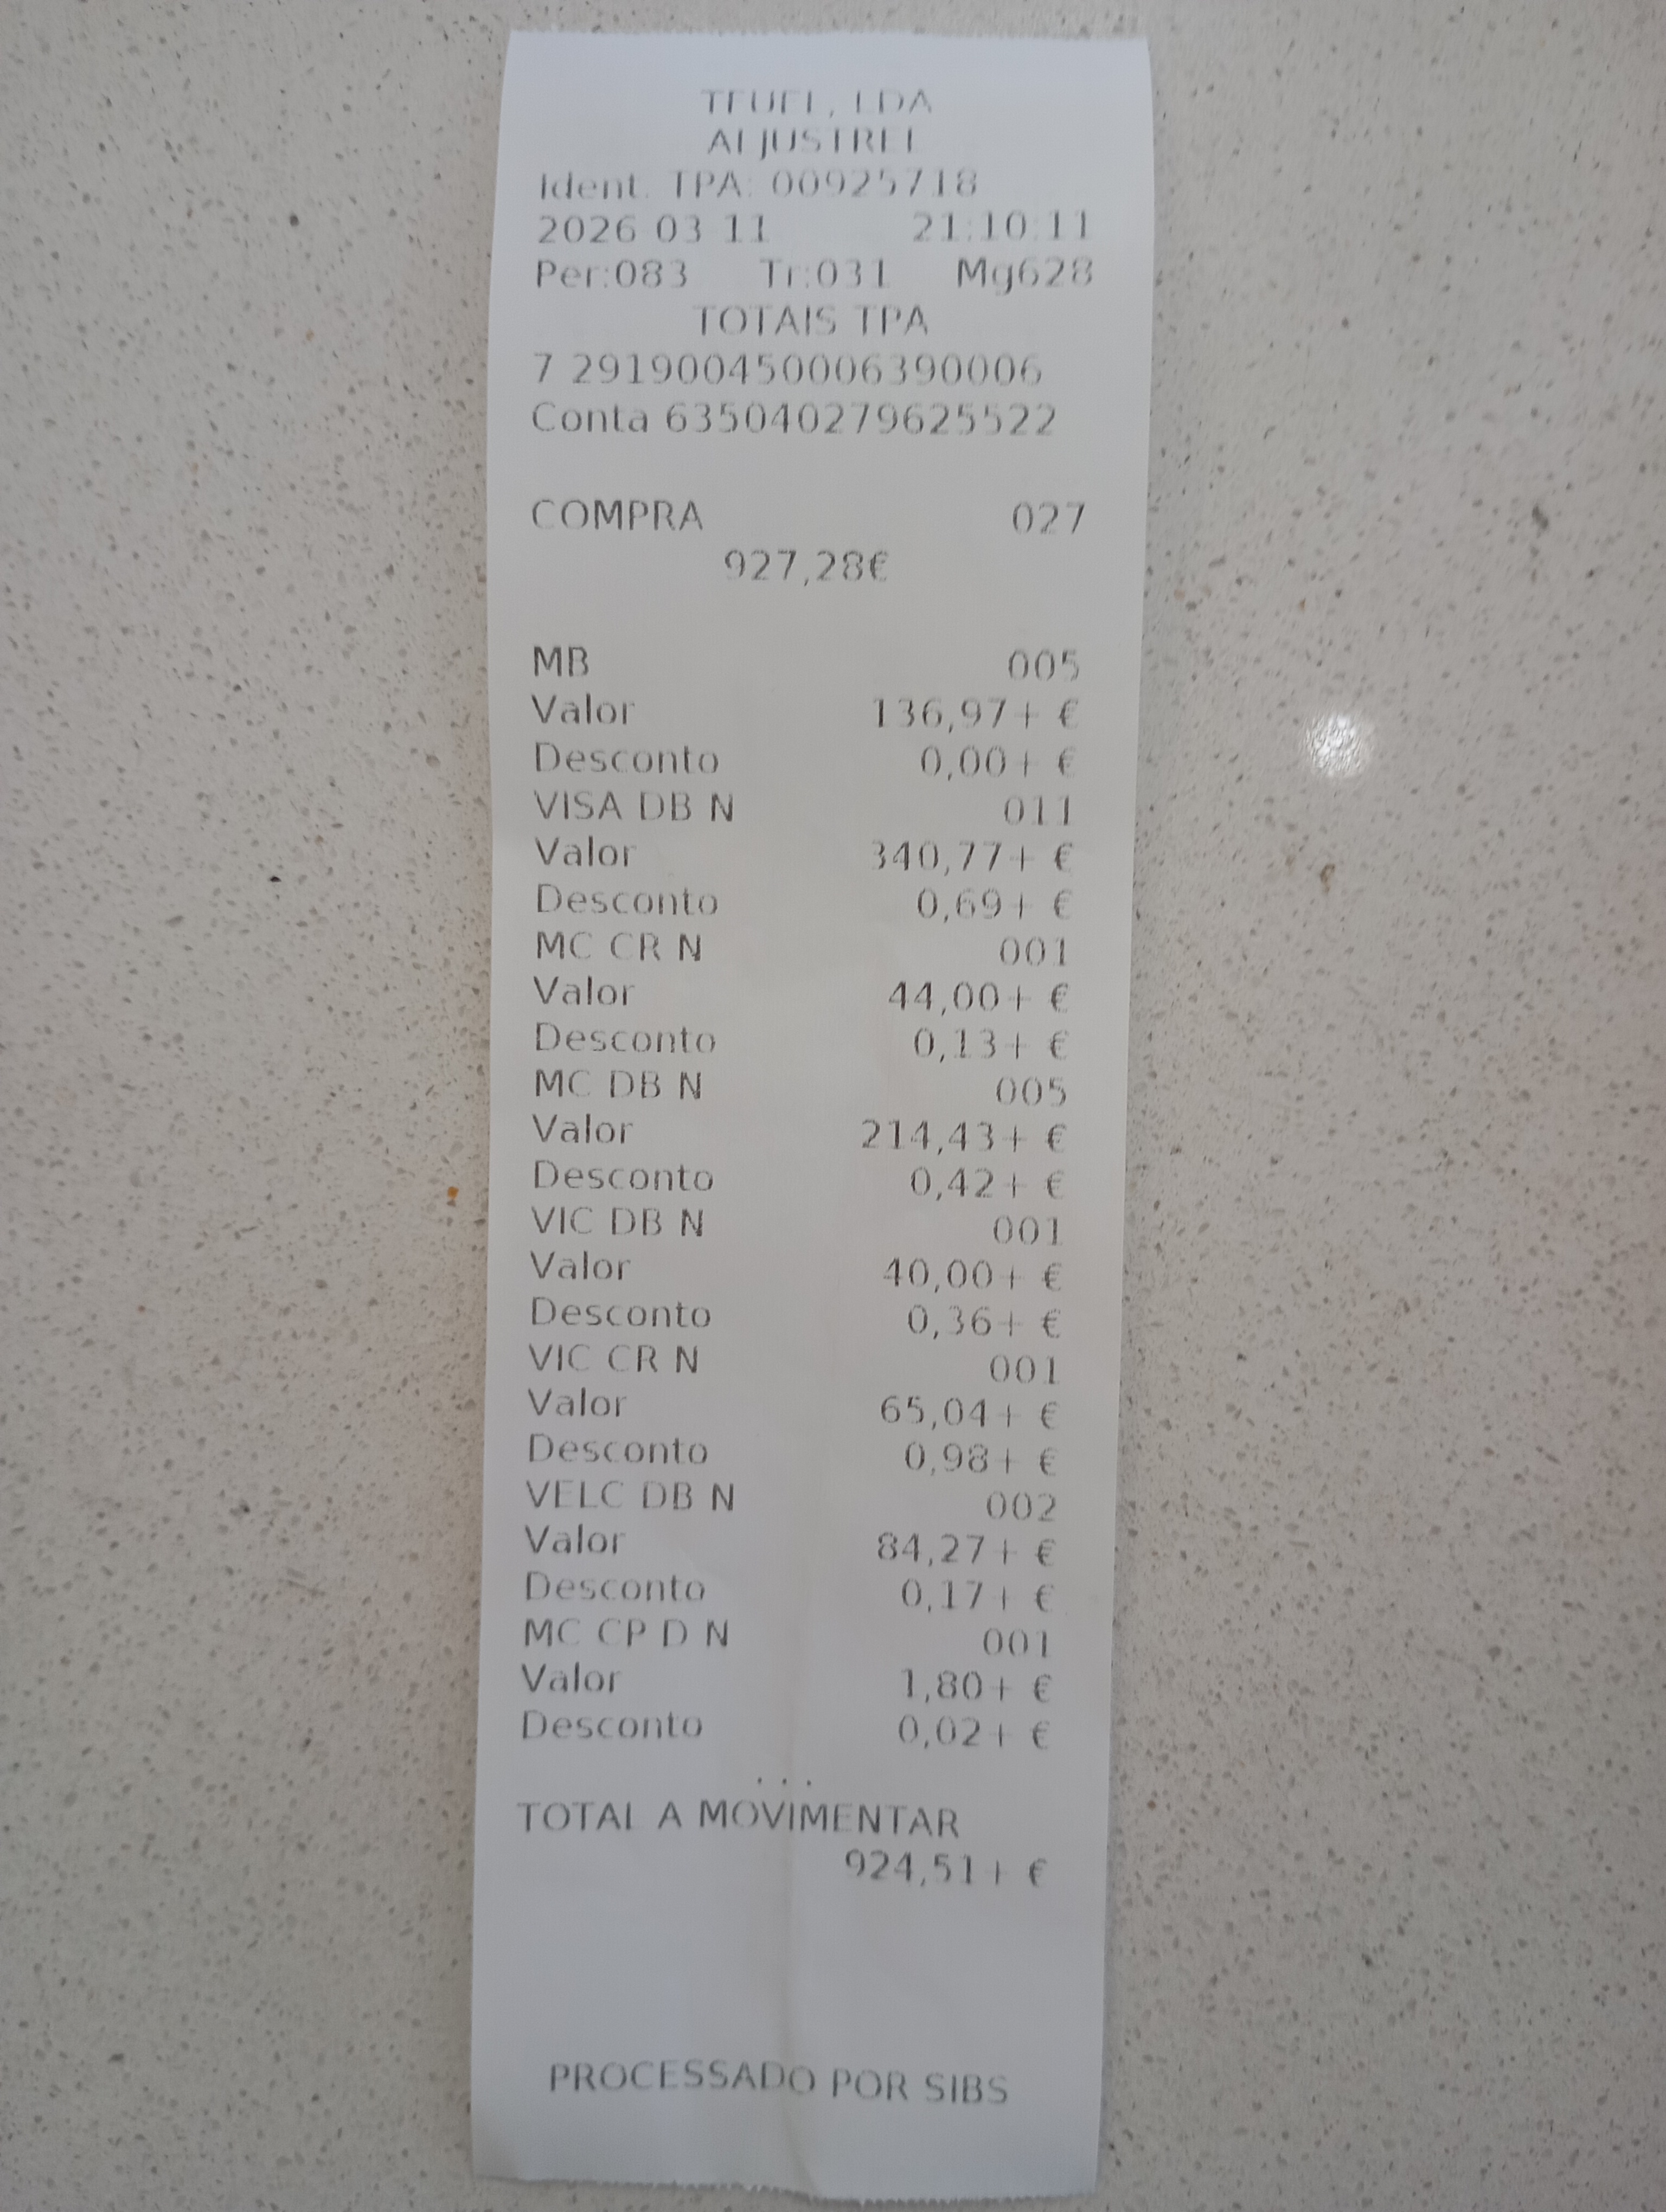 TEUEL, LDA
ALJUSTREL
Ident. TPA: 00925718
2026 03 11 21:10:11
Per:083 Tr:031 Mg628
TOTAIS TPA
7 291900450006390006
Conta 635040279625522
COMPRA 027
927,28€
MB 005
Valor 136,97+ €
Desconto 0,00+ €
VISA DB N 011
Valor 340,77+ €
Desconto 0,69+ €
MC CR N 001
Valor 44,00+ €
Desconto 0,13+ €
MC DB N 005
Valor 214,43+ €
Desconto 0,42+ €
VIC DB N 001
Valor 40,00+ €
Desconto 0,36+ €
VIC CR N 001
Valor 65,04+ €
Desconto 0,98+ €
VELC DB N 002
Valor 84,27+ €
Desconto 0,17+ €
MC CP D N 001
Valor 1,80+ €
Desconto 0,02+ €
...
TOTAL A MOVIMENTAR
924,51+ €
PROCESSADO POR SIBS